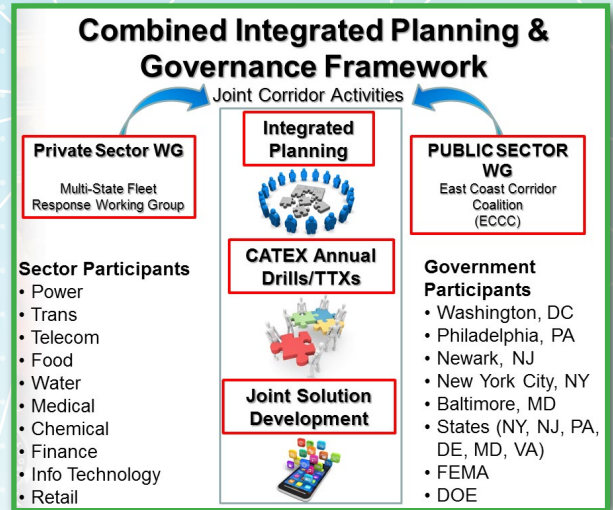 Combined Integrated Planning &
Governance Framework
Joint Corridor Activities
Private Sector WG
Multi-State Fleet
Response Working Group
Integrated
Planning
PUBLIC SECTOR
WG
East Coast Corridor
Coalition
(ECCC)
CATEX Annual
Drills/TTXs
Joint Solution
Development
Sector Participants
• Power
• Trans
• Telecom
• Food
• Water
• Medical
• Chemical
• Finance
• Info Technology
• Retail
Government
Participants
• Washington, DC
• Philadelphia, PA
• Newark, NJ
• New York City, NY
• Baltimore, MD
• States (NY, NJ, PA,
DE, MD, VA)
• FEMA
• DOE